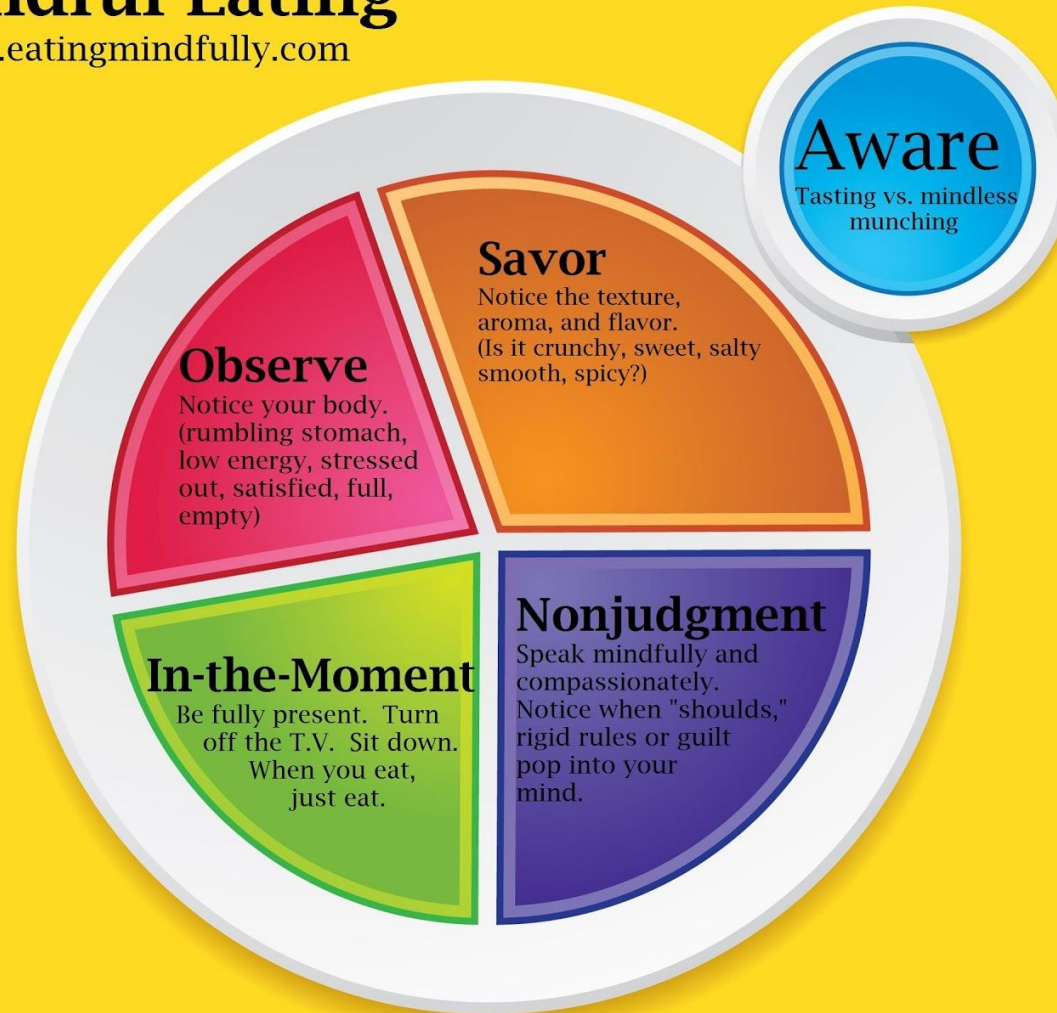 Eating
.eatingmindfully.com
Aware
Tasting vs. mindless
munching
Savor
Notice the texture,
aroma, and flavor.
(Is it crunchy, sweet, salty
smooth, spicy?)
Observe
Notice your body.
(rumbling stomach,
low energy, stressed
out, satisfied, full,
empty)
Nonjudgment
Speak mindfully and
compassionately.
Notice when "shoulds,"
rigid rules or guilt
pop into your
mind.
In-the-Moment
Be fully present.  Turn
off the T.V.  Sit down.
When you eat,
just eat.